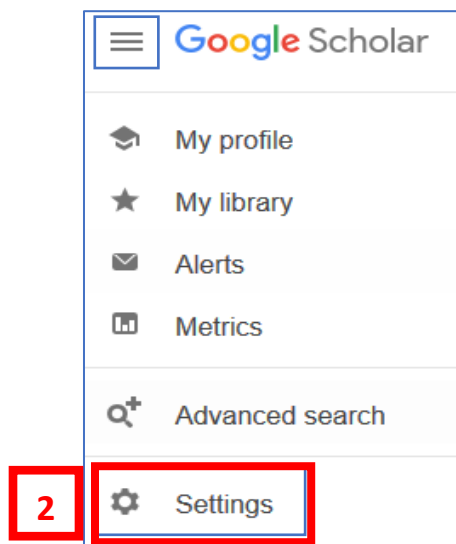 Google Scholar
My profile
My library
Alerts
Metrics
Advanced search
2 Settings